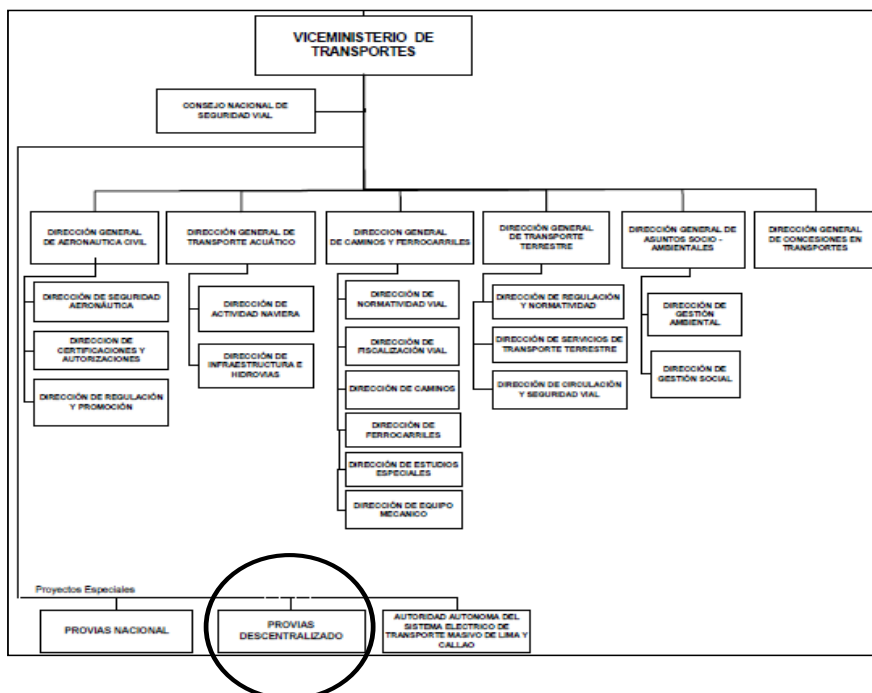 VICEMINISTERIO DE
TRANSPORTES
CONSEJO NACIONAL DE
SEGURIDAD VIAL
DIRECCIÓN GENERAL
DE AERONAUTICA CIVIL
DIRECCIÓN DE SEGURIDAD
AERONÁUTICA
DIRECCION DE
CERTIFICACIONES Y
AUTORIZACIONES
DIRECCIÓN DE REGULACIÓN
Y PROMOCIÓN
DIRECCIÓN GENERAL DE
TRANSPORTE ACUÁTICO
DIRECCIÓN DE
ACTIVIDAD NAVIERA
DIRECCIÓN DE
INFRAESTRUCTURA E
HIDROVIAS
DIRECCION GENERAL
DE CAMINOS Y FERROCARRILES
DIRECCIÓN DE
NORMATIVIDAD VIAL
DIRECCIÓN DE
FISCALIZACIÓN VIAL
DIRECCIÓN DE CAMINOS
DIRECCIÓN DE
FERROCARRILES
DIRECCIÓN DE ESTUDIOS
ESPECIALES
DIRECCIÓN DE EQUIPO
MECANICO
DIRECCIÓN GENERAL
DE TRANSPORTE
TERRESTRE
DIRECCIÓN DE REGULACIÓN
Y NORMATIVIDAD
DIRECCIÓN DE SERVICIOS DE
TRANSPORTE TERRESTRE
DIRECCIÓN DE CIRCULACIÓN
Y SEGURIDAD VIAL
DIRECCIÓN GENERAL DE
ASUNTOS SOCIO -
AMBIENTALES
DIRECCIÓN DE
GESTIÓN
AMBIENTAL
DIRECCIÓN DE
GESTIÓN SOCIAL
DIRECCIÓN GENERAL
DE CONCESIONES EN
TRANSPORTES
Proyectos Especiales
PROVIAS NACIONAL
PROVIAS
DESCENTRALIZADO
AUTORIDAD AUTONOMA DEL
SISTEMA ELECTRICO DE
TRANSPORTE MASIVO DE LIMA Y
CALLAO